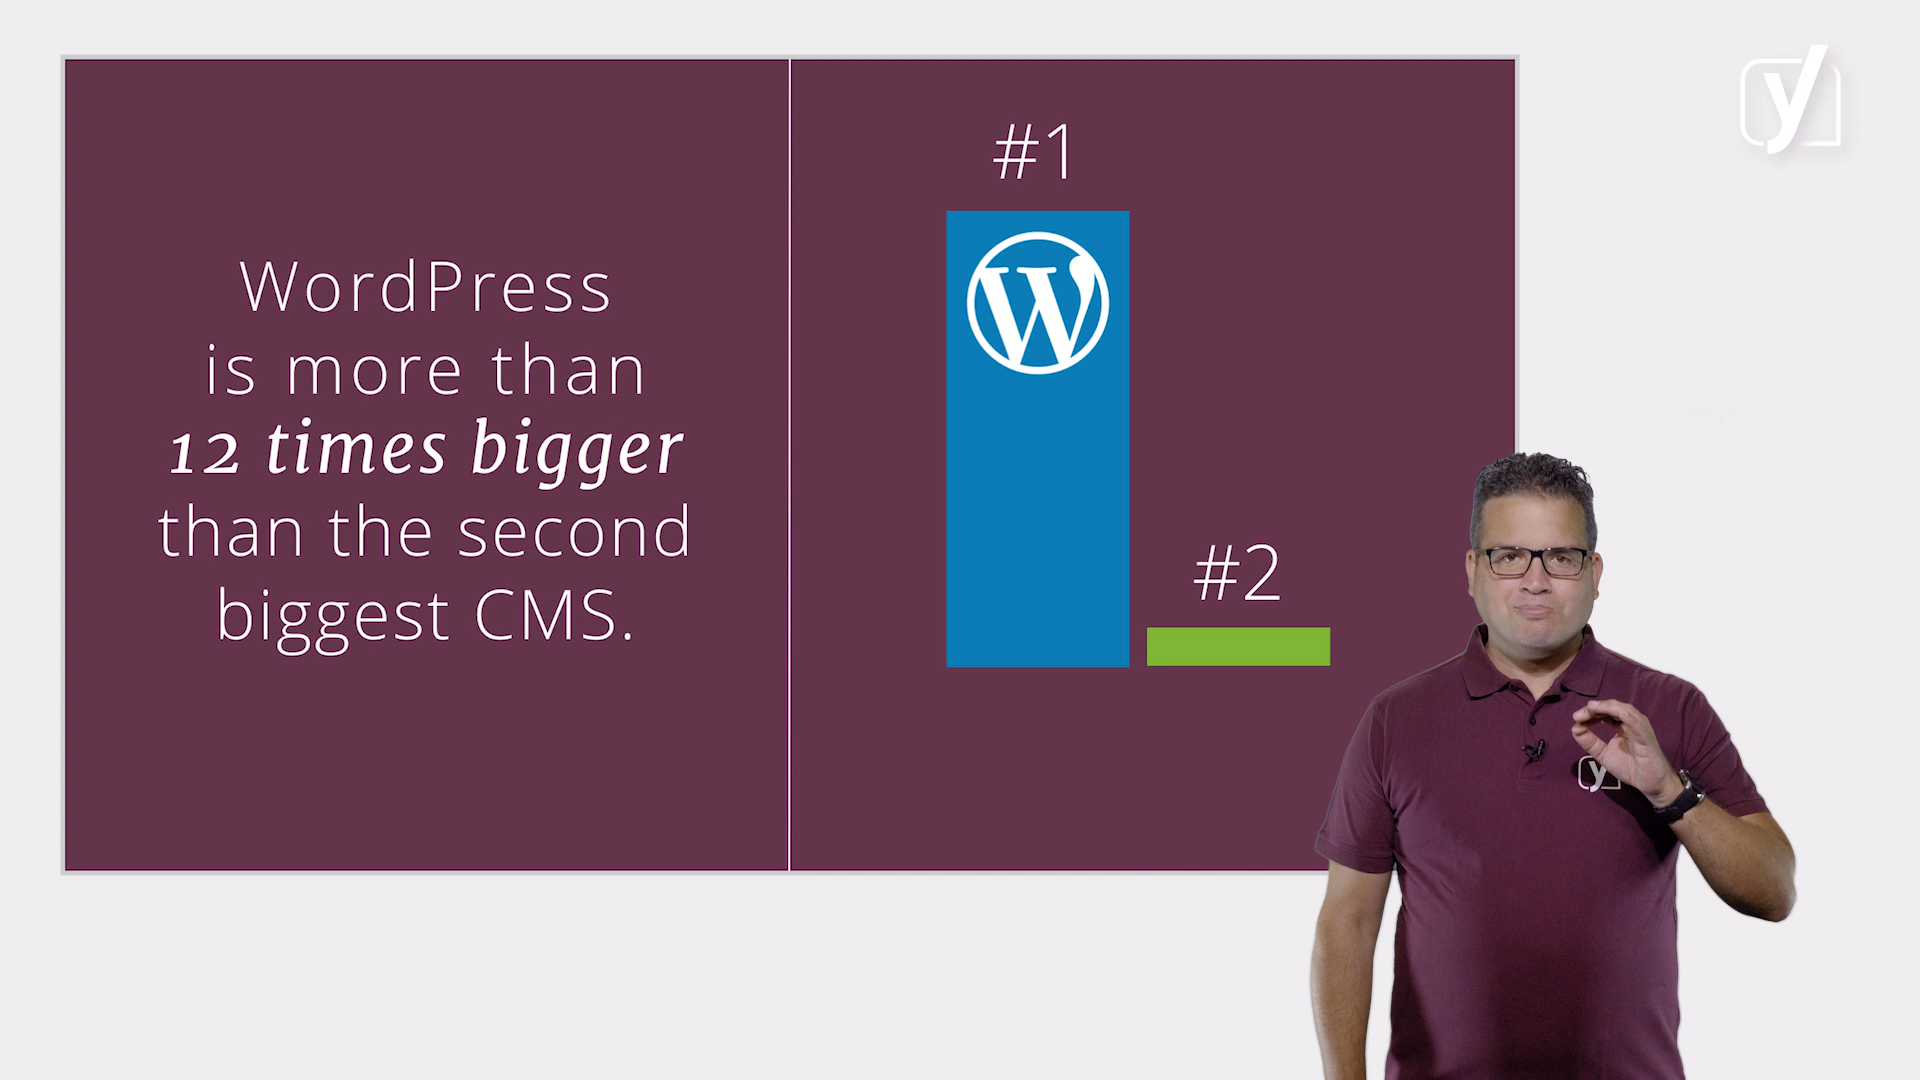 WordPress
is more than
12 times bigger
than the second
biggest CMS.
#1
W
#2
y
y